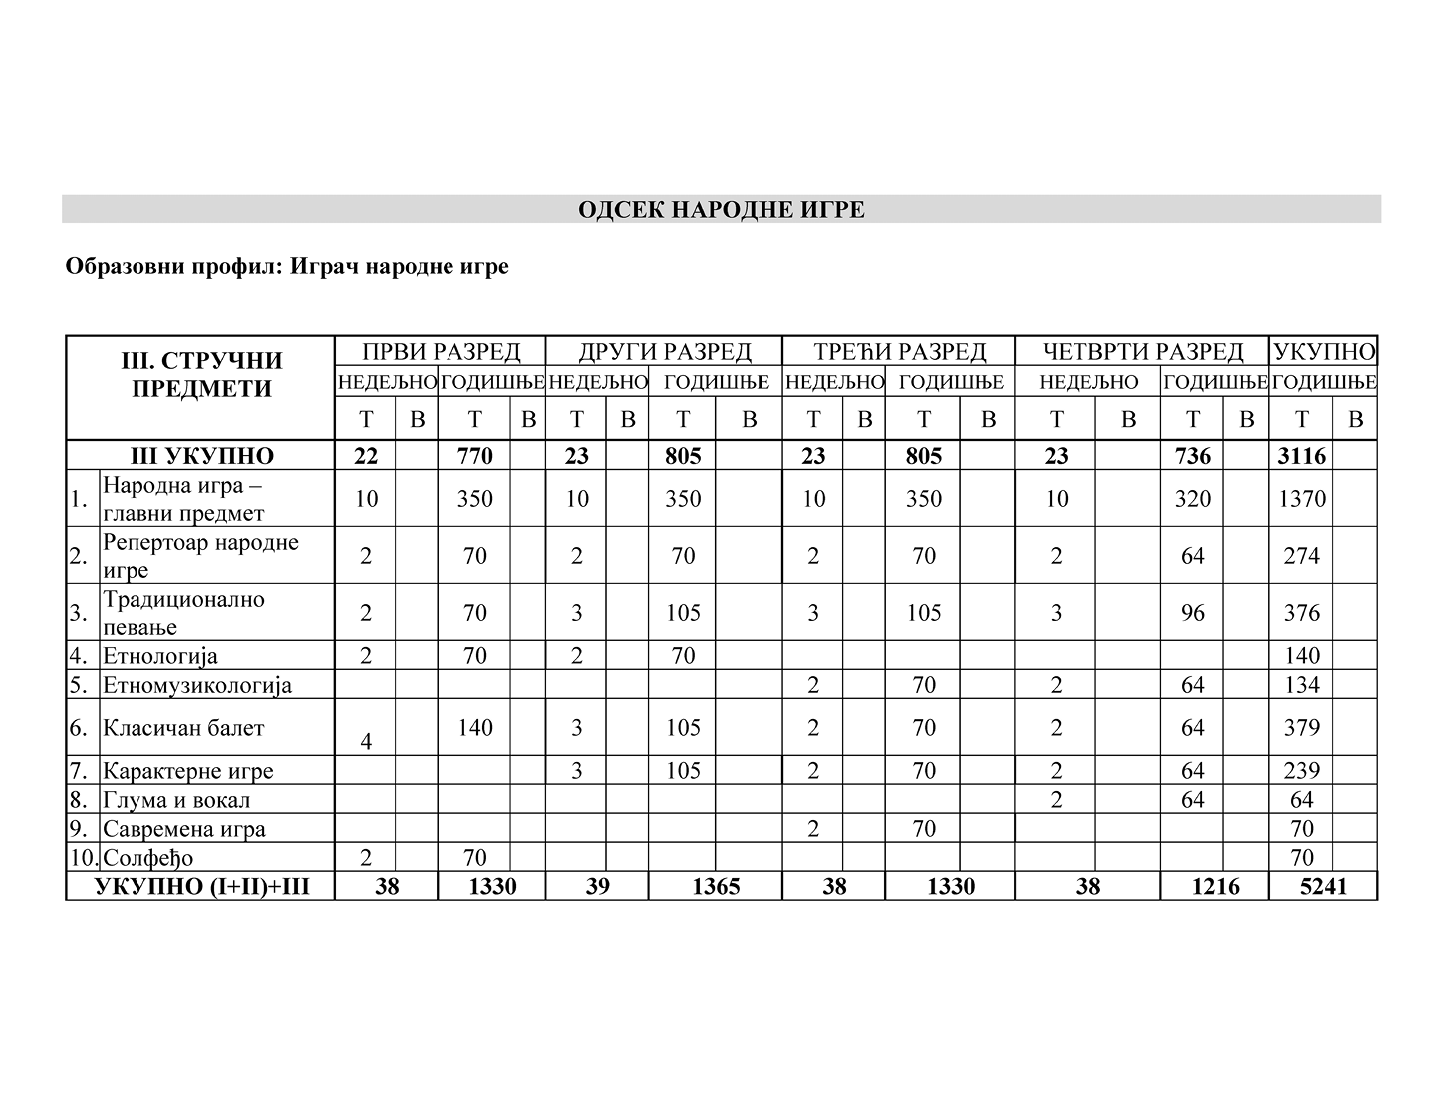 ОДСЕК НАРОДНЕ ИГРЕ
Образовни профил: Играч народне игре
III. СТРУЧНИ ПРВИ РАЗРЕД ДРУГИ РАЗРЕД ТРЕЋИ РАЗРЕД ЧЕТВРТИ РАЗРЕД УКУПНО
ПРЕДМЕТИ НЕДЕЉНО ГОДИШЊЕ НЕДЕЉНО ГОДИШЊЕ НЕДЕЉНО ГОДИШЊЕ НЕДЕЉНО ГОДИШЊЕ ГОДИШЊЕ
Т В Т В Т В Т В Т В Т В Т В Т В Т В
III УКУПНО 22 770 23 805 23 805 23 736 3116
1. Народна игра –
главни предмет 10 350 10 350 10 350 10 320 1370
2. Репертоар народне
игре 2 70 2 70 2 70 2 64 274
3. Традиционално
певање 2 70 3 105 3 105 3 96 376
4. Етнологија 2 70 2 70 140
5. Етномузикологија 2 70 2 64 134
6. Класичан балет 4 140 3 105 2 70 2 64 379
7. Карактерне игре 3 105 2 70 2 64 239
8. Глума и вокал 2 64 64
9. Савремена игра 2 70 70
10. Солфеђо 2 70 70
УКУПНО (I+II)+III 38 1330 39 1365 38 1330 38 1216 5241